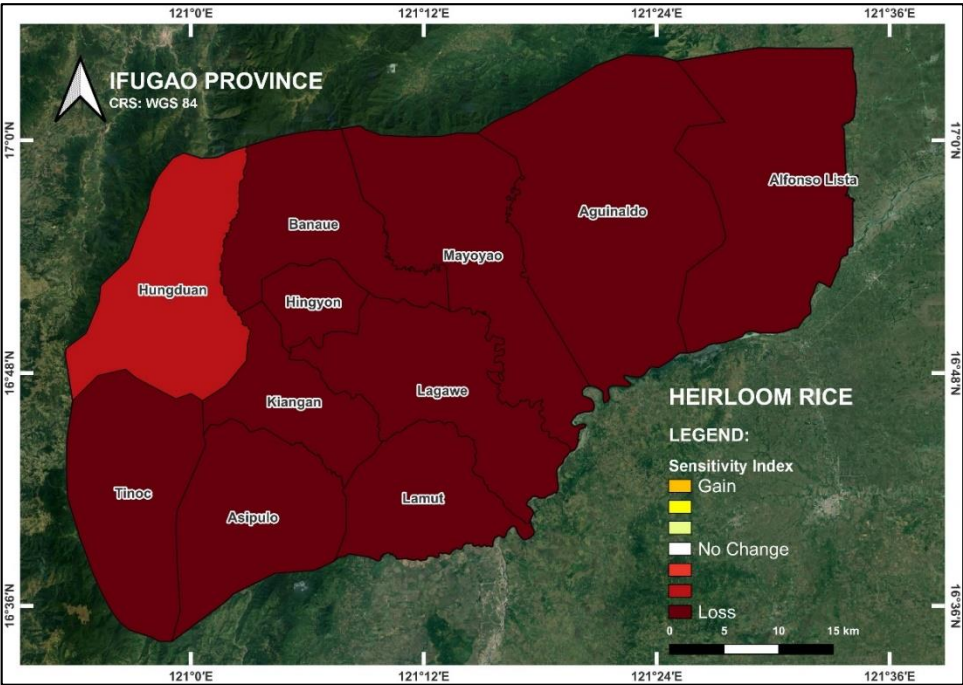 121°0'E 121°12'E 121°24'E 121°36'E
IFUGAO PROVINCE
CRS: WGS 84
17°0'N 17°0'N
Alfonso Lista
Aguinaldo
Banaue
Mayoyao
Hungduan
Hingyon
16°48'N 16°48'N
Lagawe
Kiangan
HEIRLOOM RICE
LEGEND:
Sensitivity Index
Gain
No Change
Loss
Tinoc
Lamut
Asipulo
16°36'N 16°36'N
0 5 10 15 km
121°0'E 121°12'E 121°24'E 121°36'E